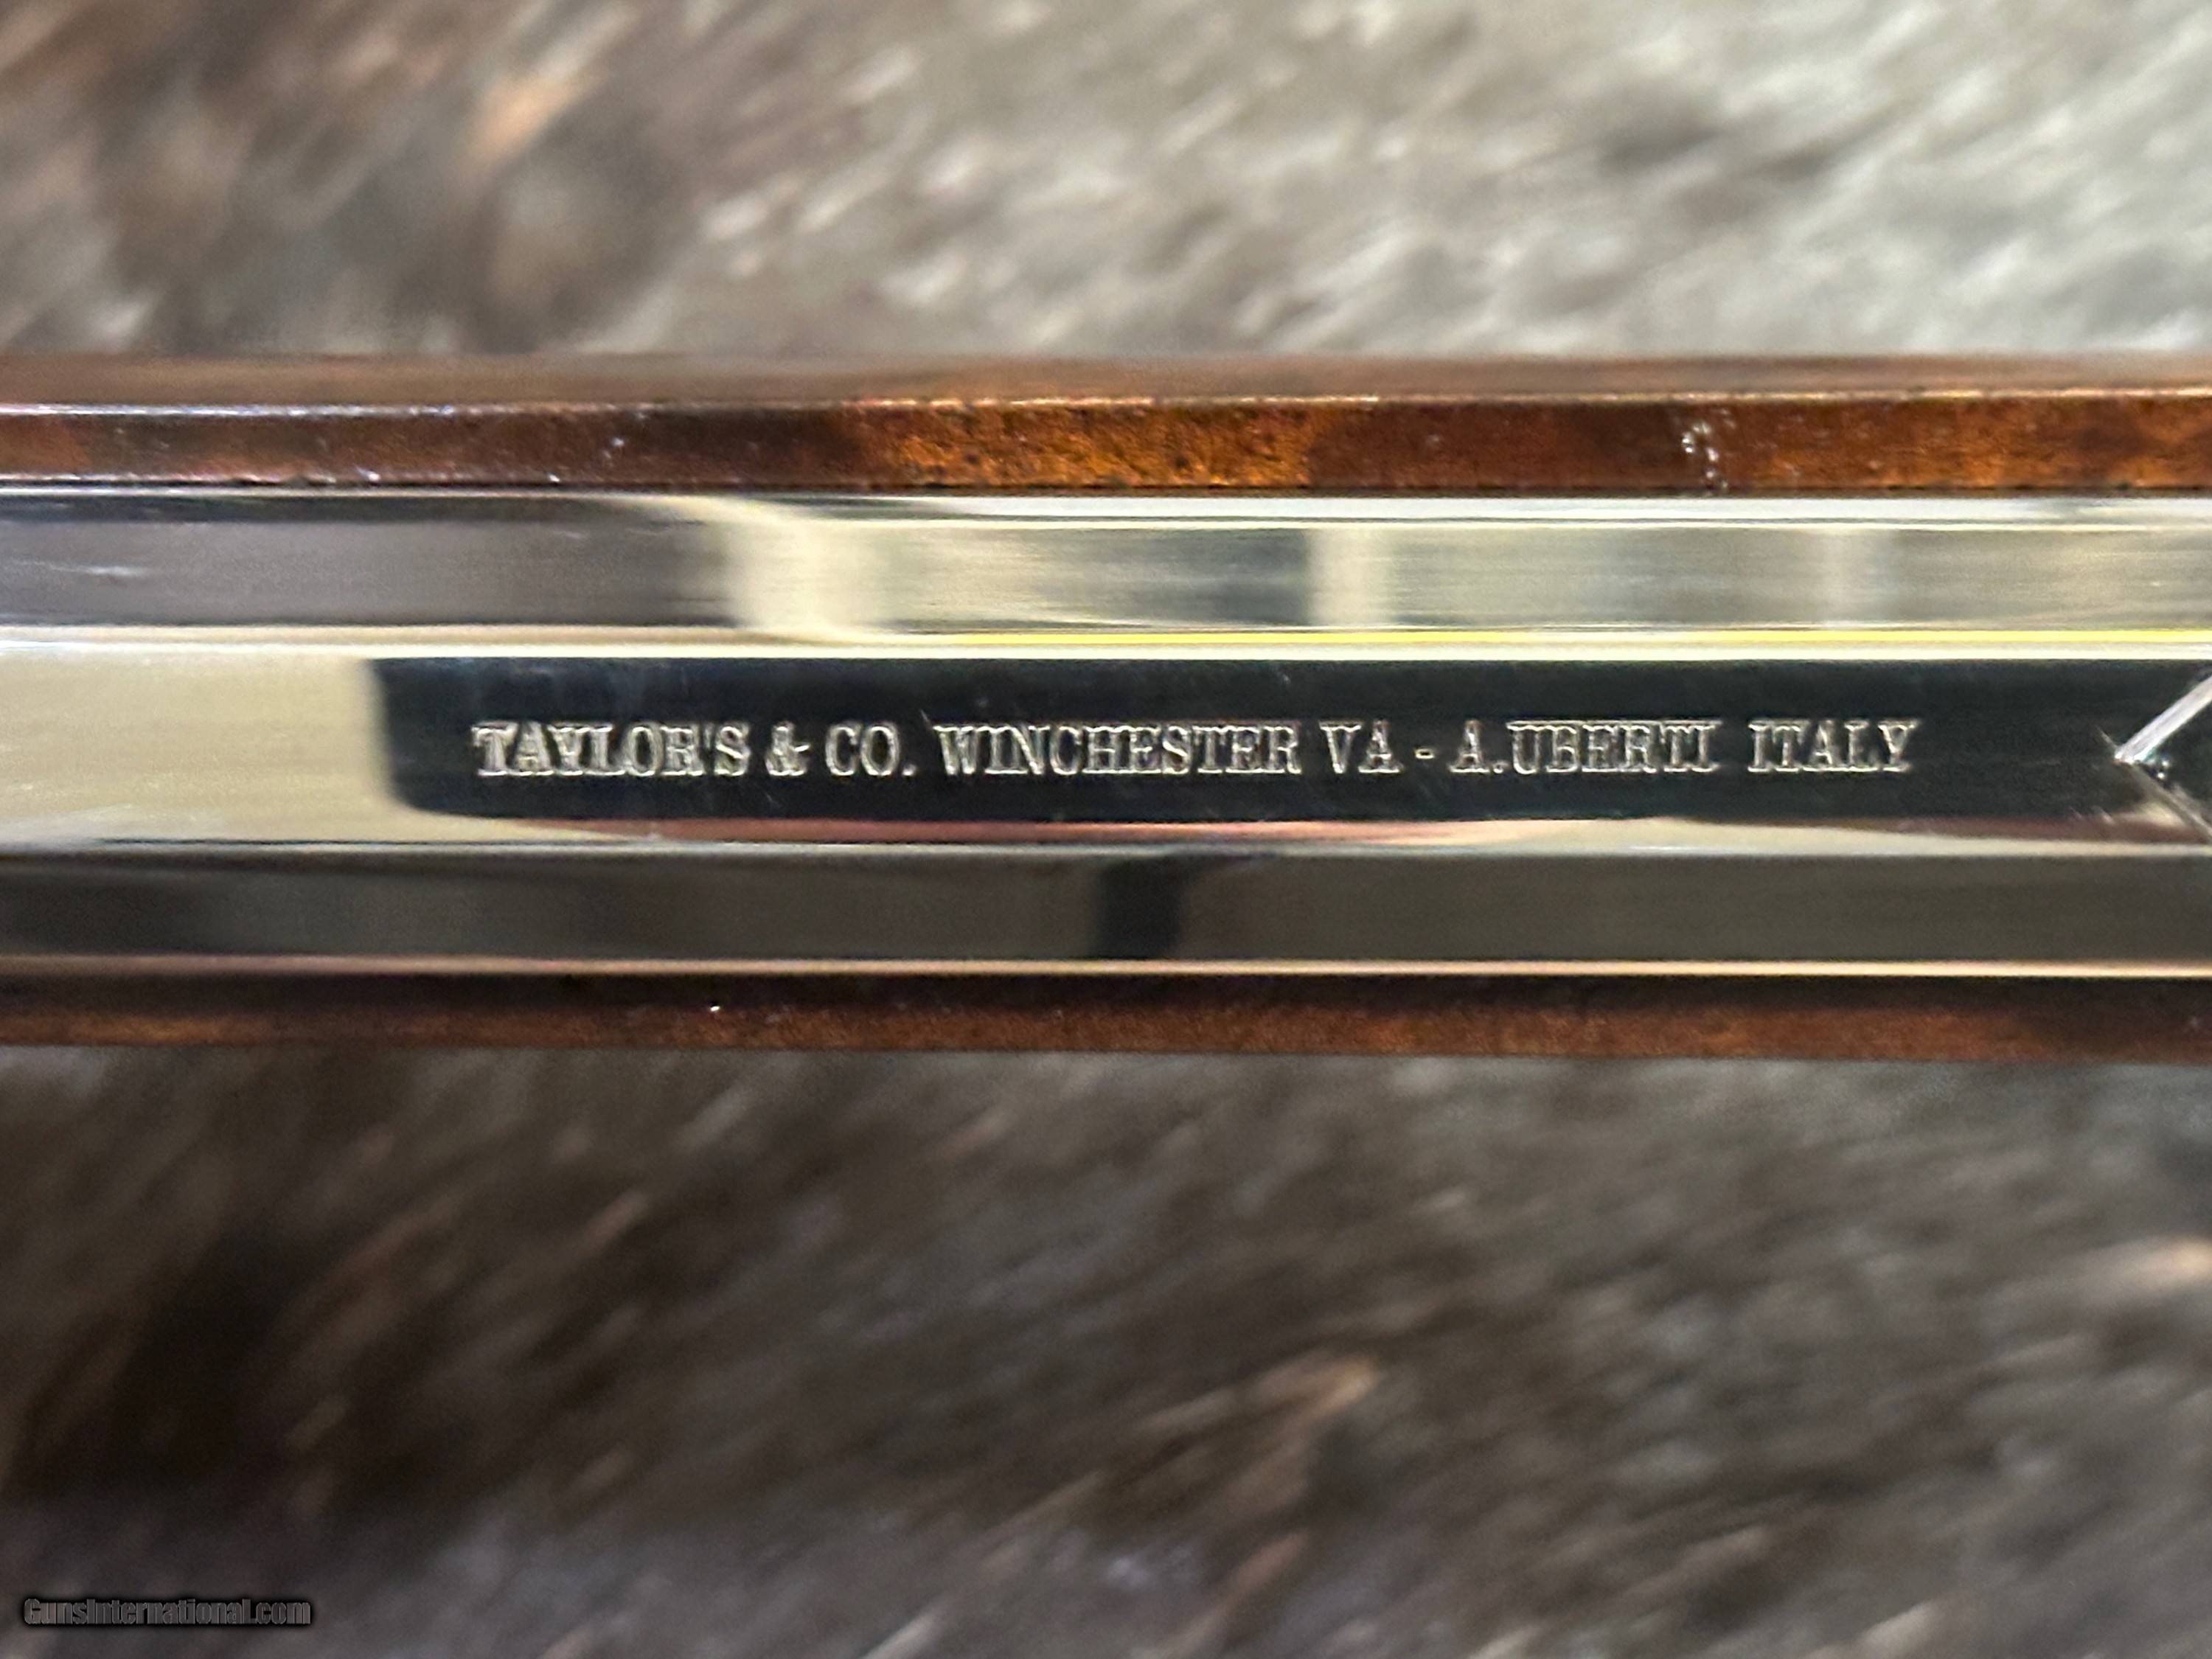 TAYLOR'S & CO. WINCHESTER VA - A.UBERTI ITALY
GunsInternational.com